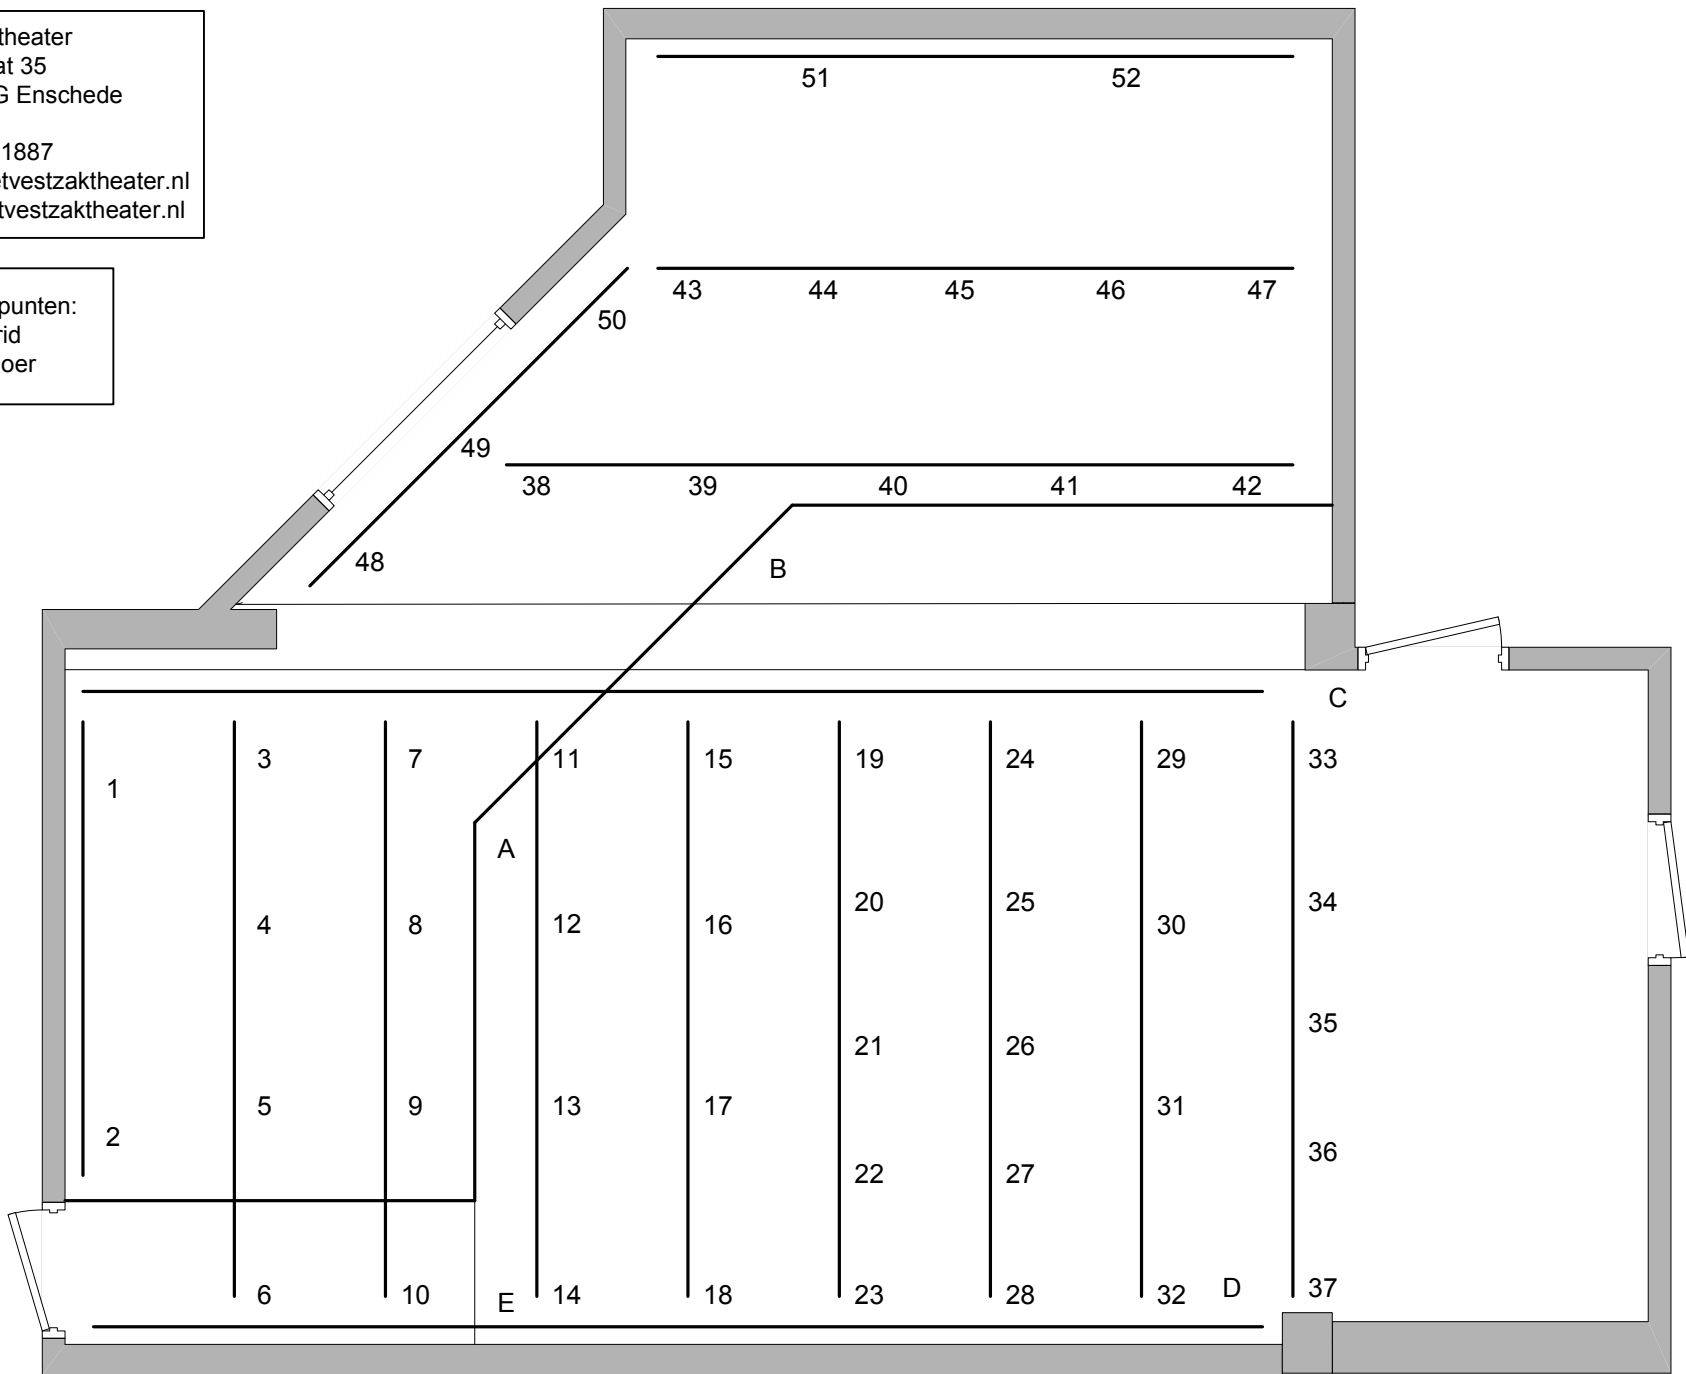 theater
at 35
G Enschede
1887
etvestzaktheater.nl
tvestzaktheater.nl
punten:
rid
oer
51 52
43 44 45 46 47
50
49
38 39 40 41 42
48
B
C
3 7 11 15 19 24 29 33
1
A
20 25 34
4 8 12 16 30
35
21 26
5 9 13 17 31
2
36
22 27
D 37
6 10 E 14 18 23 28 32